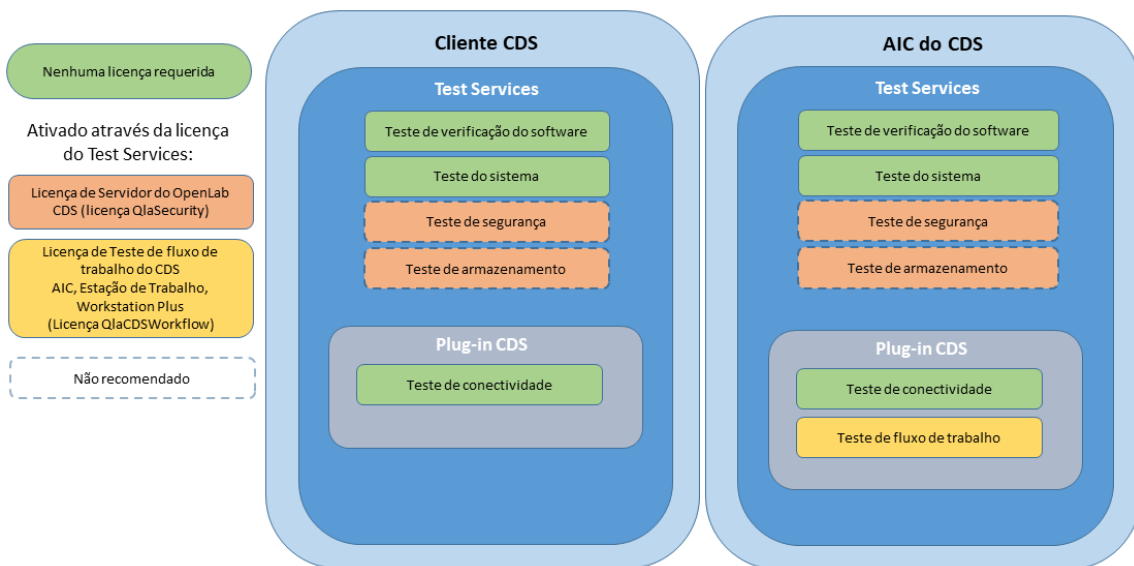 Nenhuma licença requerida
Ativado através da licença
do Test Services:
Licença de Servidor do OpenLab
CDS (licença QlaSecurity)
Licença de Teste de fluxo de
trabalho do CDS
AIC, Estação de Trabalho,
Workstation Plus
(Licença QlaCDSWorkflow)
Não recomendado
Cliente CDS
Test Services
Teste de verificação do software
Teste do sistema
Teste de segurança
Teste de armazenamento
Plug-in CDS
Teste de conectividade
AIC do CDS
Test Services
Teste de verificação do software
Teste do sistema
Teste de segurança
Teste de armazenamento
Plug-in CDS
Teste de conectividade
Teste de fluxo de trabalho